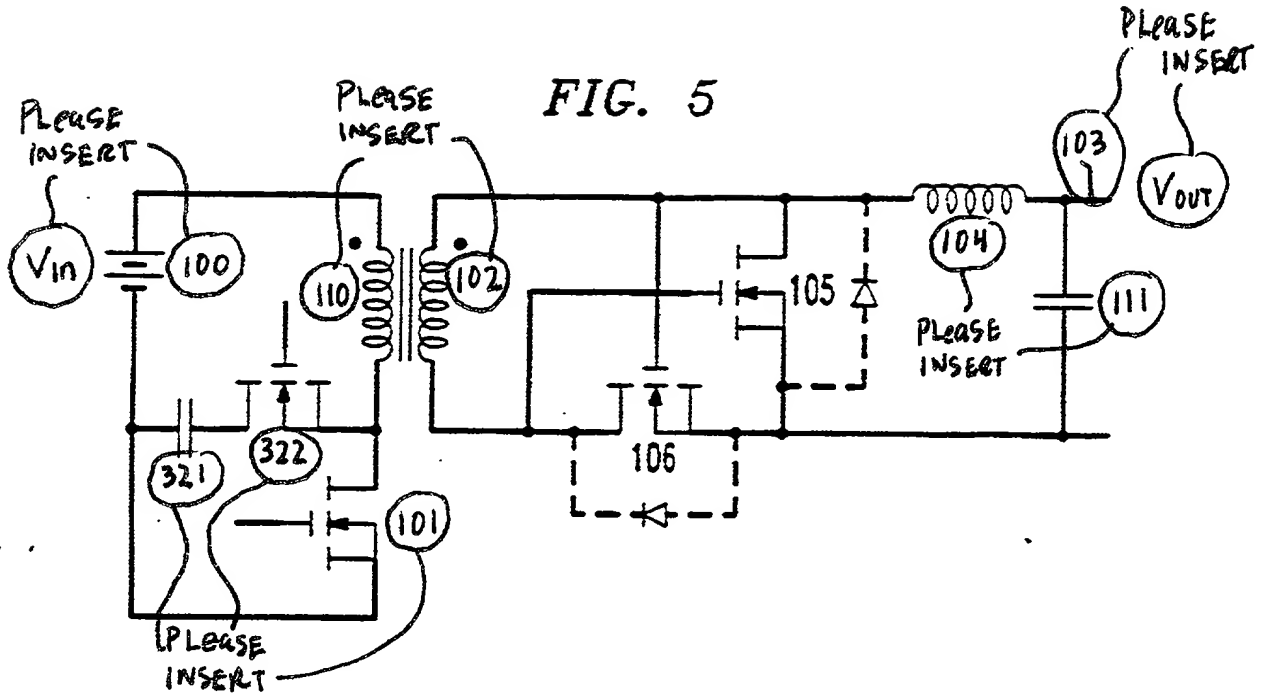 PLease
INSERT
FIG. 5
PLease
INSERT
PLease
INSERT
Vin
100
110
102
103
VOUT
104
105
111
PLease
INSERT
106
321
322
101
PLease
INSERT